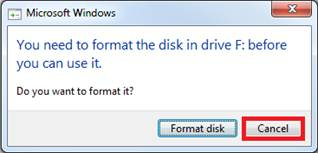 Microsoft Windows
You need to format the disk in drive F: before
you can use it.
Do you want to format it?
Format disk
Cancel